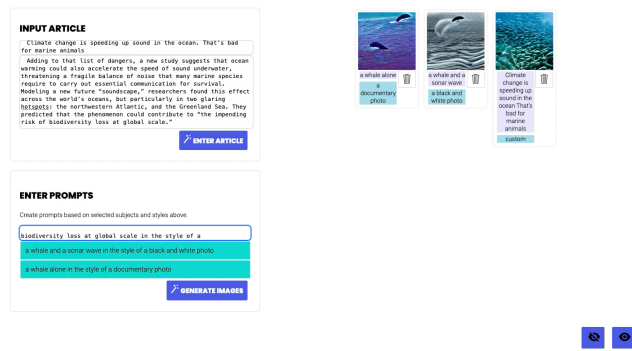 INPUT ARTICLE
Climate change is speeding up sound in the ocean. That's bad
for marine animals
Adding to that list of dangers, a new study suggests that ocean
warming could also accelerate the speed of sound underwater,
threatening a fragile balance of noise that many marine species
require to carry out essential communication for survival.
Modeling a new future "soundscape," researchers found this effect
across the world's oceans, but particularly in two glaring
hotspots: the northwestern Atlantic, and the Greenland Sea. They
predicted that the phenomenon could contribute to "the impending
risk of biodiversity loss at global scale."
ENTER ARTICLE
ENTER PROMPTS
Create prompts based on selected subjects and styles above.
biodiversity loss at global scale in the style of a
a whale and a sonar wave in the style of a black and white photo
a whale alone in the style of a documentary photo
GENERATE IMAGES
a whale alone
a
documentary
photo
a whale and a
sonar wave
a black and
white photo
Climate
change is
speeding up
sound in the
ocean That's
bad for
marine
animals
custom